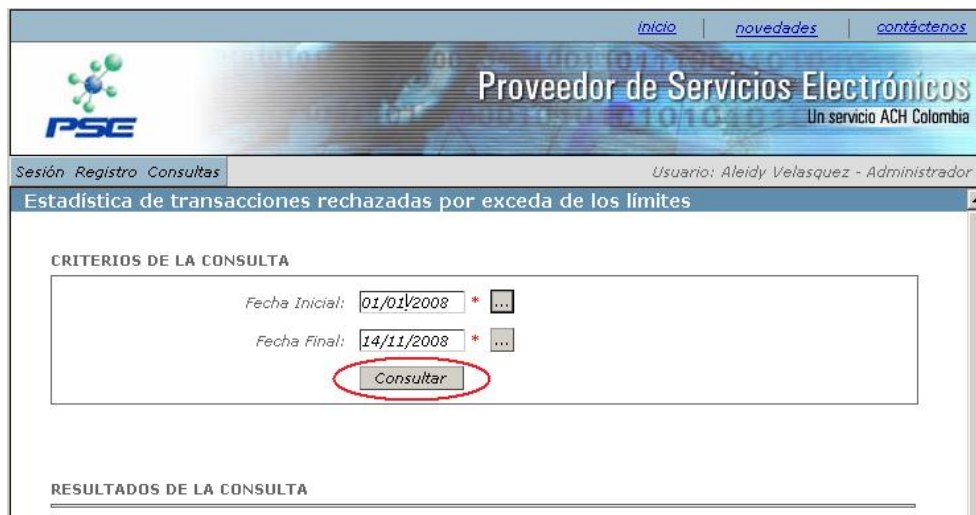 inicio | novedades | contáctenos
PSE
Proveedor de Servicios Electrónicos
Un servicio ACH Colombia
Sesión Registro Consultas
Usuario: Aleidy Velasquez - Administrador
Estadística de transacciones rechazadas por exceda de los límites
CRITERIOS DE LA CONSULTA
Fecha Inicial: 01/01/2008 * ...
Fecha Final: 14/11/2008 * ...
Consultar
RESULTADOS DE LA CONSULTA